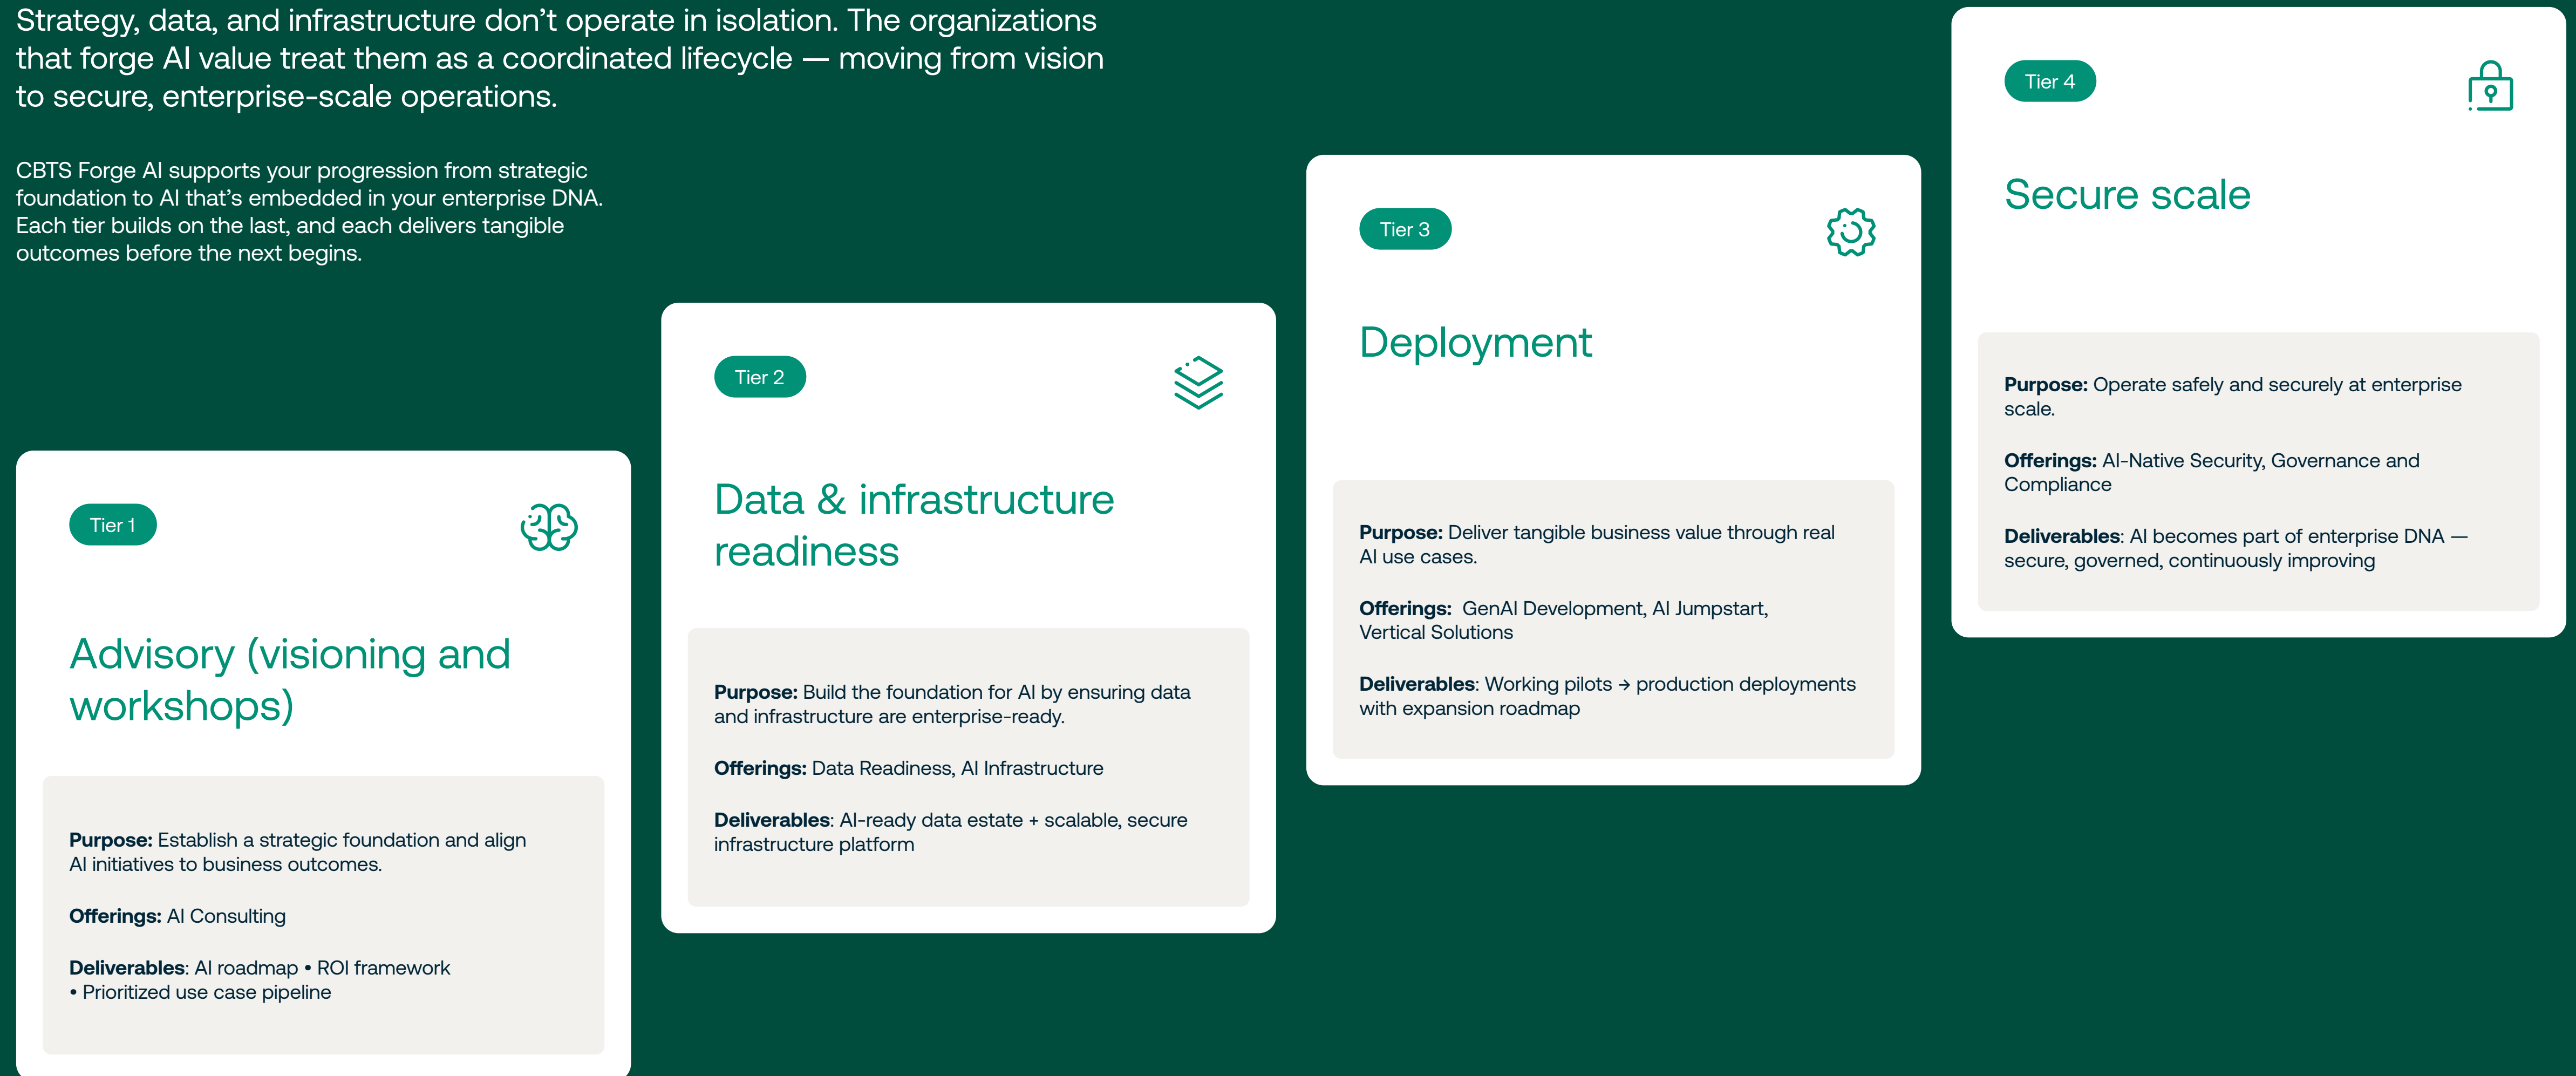 Strategy, data, and infrastructure don’t operate in isolation. The organizations
that forge AI value treat them as a coordinated lifecycle — moving from vision
to secure, enterprise-scale operations.
CBTS Forge AI supports your progression from strategic
foundation to AI that’s embedded in your enterprise DNA.
Each tier builds on the last, and each delivers tangible
outcomes before the next begins.
Tier 1
Advisory (visioning and
workshops)
Purpose: Establish a strategic foundation and align
AI initiatives to business outcomes.
Offerings: AI Consulting
Deliverables: AI roadmap • ROI framework
• Prioritized use case pipeline
Tier 2
Data & infrastructure
readiness
Purpose: Build the foundation for AI by ensuring data
and infrastructure are enterprise-ready.
Offerings: Data Readiness, AI Infrastructure
Deliverables: AI-ready data estate + scalable, secure
infrastructure platform
Tier 3
Deployment
Purpose: Deliver tangible business value through real
AI use cases.
Offerings:  GenAI Development, AI Jumpstart,
Vertical Solutions
Deliverables: Working pilots → production deployments
with expansion roadmap
Tier 4
Secure scale
Purpose: Operate safely and securely at enterprise
scale.
Offerings: AI-Native Security, Governance and
Compliance
Deliverables: AI becomes part of enterprise DNA —
secure, governed, continuously improving